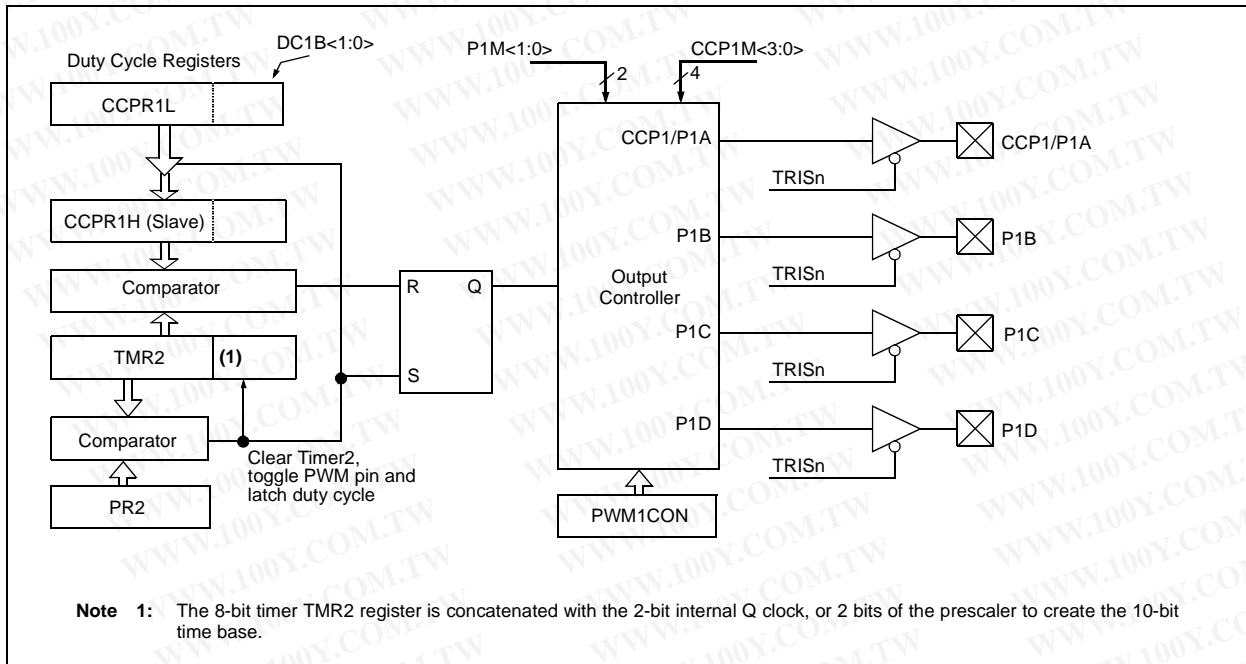 DC1B<1:0>
Duty Cycle Registers
CCPR1L
CCPR1H (Slave)
Comparator
TMR2
(1)
Comparator
PR2
Clear Timer2,
toggle PWM pin and
latch duty cycle
R
Q
S
P1M<1:0>
2
CCP1M<3:0>
4
Output
Controller
CCP1/P1A
P1B
P1C
P1D
PWM1CON
TRISn
CCP1/P1A
TRISn
P1B
TRISn
P1C
TRISn
P1D
Note 1: The 8-bit timer TMR2 register is concatenated with the 2-bit internal Q clock, or 2 bits of the prescaler to create the 10-bit
time base.
WWW.100Y.COM.TW